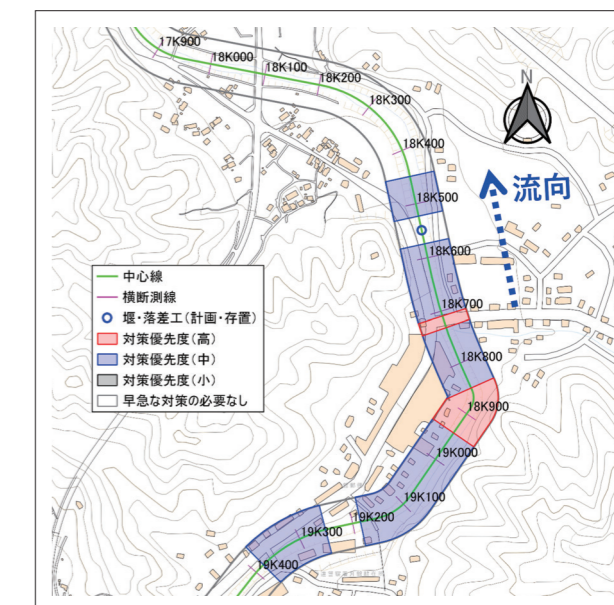 17K900
18K000
18K100
18K200
18K300
18K400
N
18K500
流向
18K600
中心線
横断測線
堰・落差工(計画・存置)
対策優先度(高)
対策優先度(中)
対策優先度(小)
早急な対策の必要なし
18K700
18K800
18K900
19K000
19K100
19K200
19K300
19K400